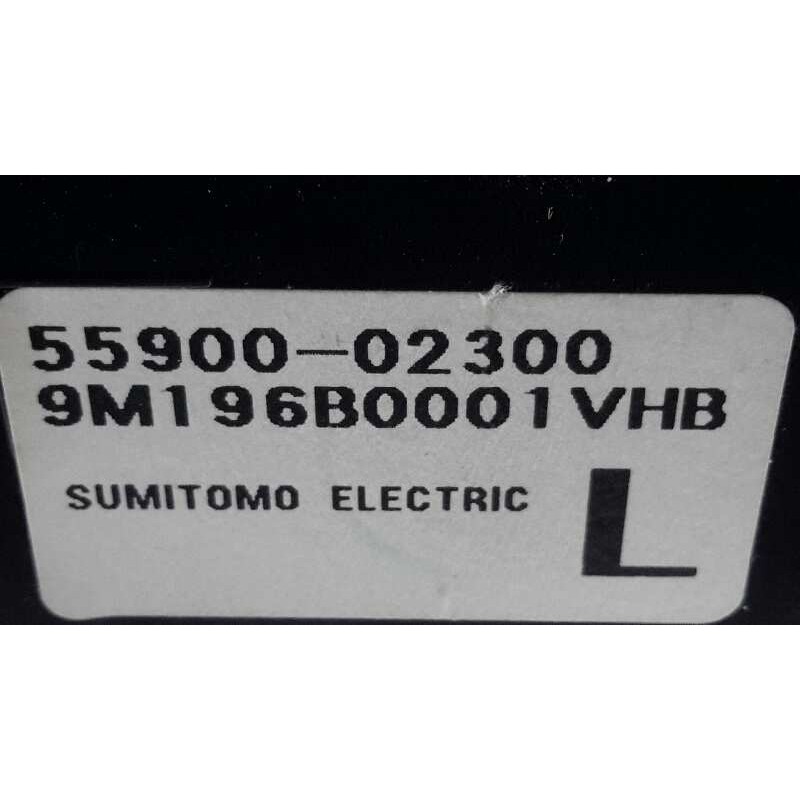 55900-02300
9M196B0001VHB
SUMITOMO ELECTRIC L